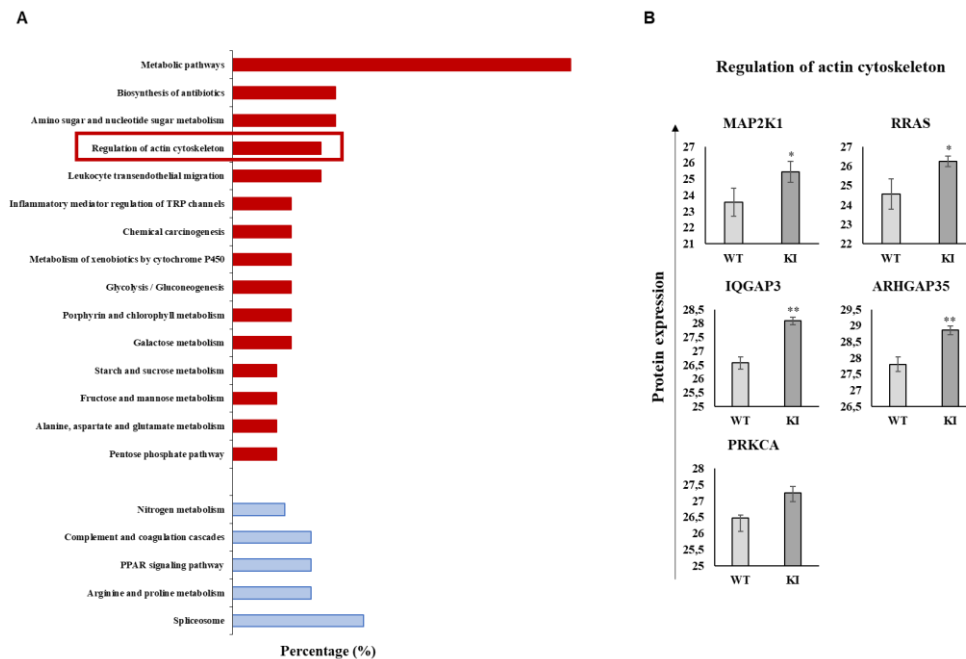 A
Metabolic pathways
Biosynthesis of antibiotics
Amino sugar and nucleotide sugar metabolism
Regulation of actin cytoskeleton
Leukocyte transendothelial migration
Inflammatory mediator regulation of TRP channels
Chemical carcinogenesis
Metabolism of xenobiotics by cytochrome P450
Glycolysis / Gluconeogenesis
Porphyrin and chlorophyll metabolism
Galactose metabolism
Starch and sucrose metabolism
Fructose and mannose metabolism
Alanine, aspartate and glutamate metabolism
Pentose phosphate pathway
Nitrogen metabolism
Complement and coagulation cascades
PPAR signaling pathway
Arginine and proline metabolism
Spliceosome
Percentage (%)
B
Regulation of actin cytoskeleton
Protein expression
MAP2K1
27
26
25
24
23
22
21
*
WT KI
RRAS
27
26
25
24
23
22
*
WT KI
IQGAP3
28,5
28
27,5
27
26,5
26
25,5
25
**
WT KI
ARHGAP35
29,5
29
28,5
28
27,5
27
26,5
**
WT KI
PRKCA
28
27,5
27
26,5
26
25,5
25
WT KI